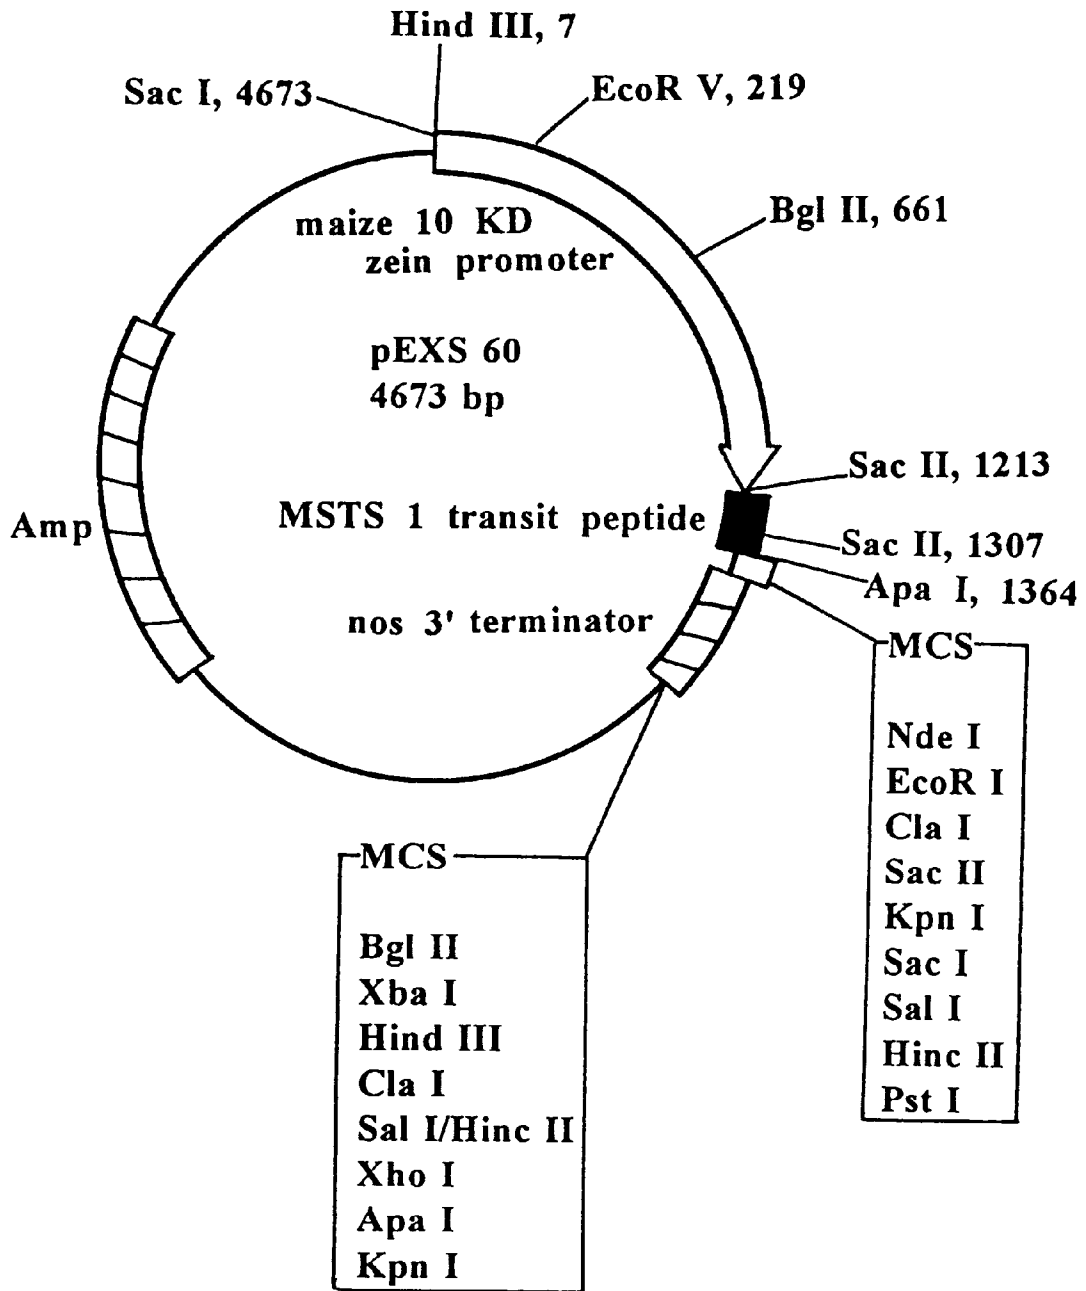 Hind III, 7
Sac I, 4673
EcoR V, 219
Bgl II, 661
maize 10 KD
zein promoter
pEXS 60
4673 bp
Sac II, 1213
MSTS 1 transit peptide
Sac II, 1307
Amp
Apa I, 1364
nos 3' terminator
MCS
Nde I
EcoR I
Cla I
Sac II
Kpn I
Sac I
Sal I
Hinc II
Pst I
MCS
Bgl II
Xba I
Hind III
Cla I
Sal I/Hinc II
Xho I
Apa I
Kpn I